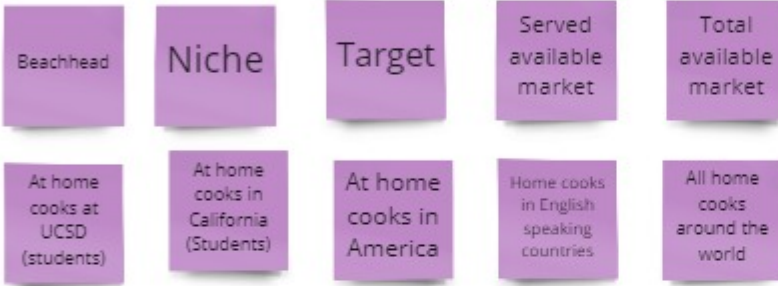 Beachhead
Niche
Target
Served
available
market
Total
available
market
At home
cooks at
UCSD
(students)
At home
cooks in
California
(Students)
At home
cooks in
America
Home cooks
in English
speaking
countries
All home
cooks
around the
world